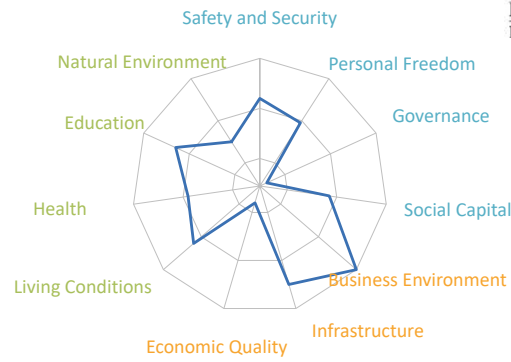 Safety and Security
Natural Environment
Personal Freedom
Education
Governance
Health
Social Capital
Living Conditions
Business Environment
Infrastructure
Economic Quality